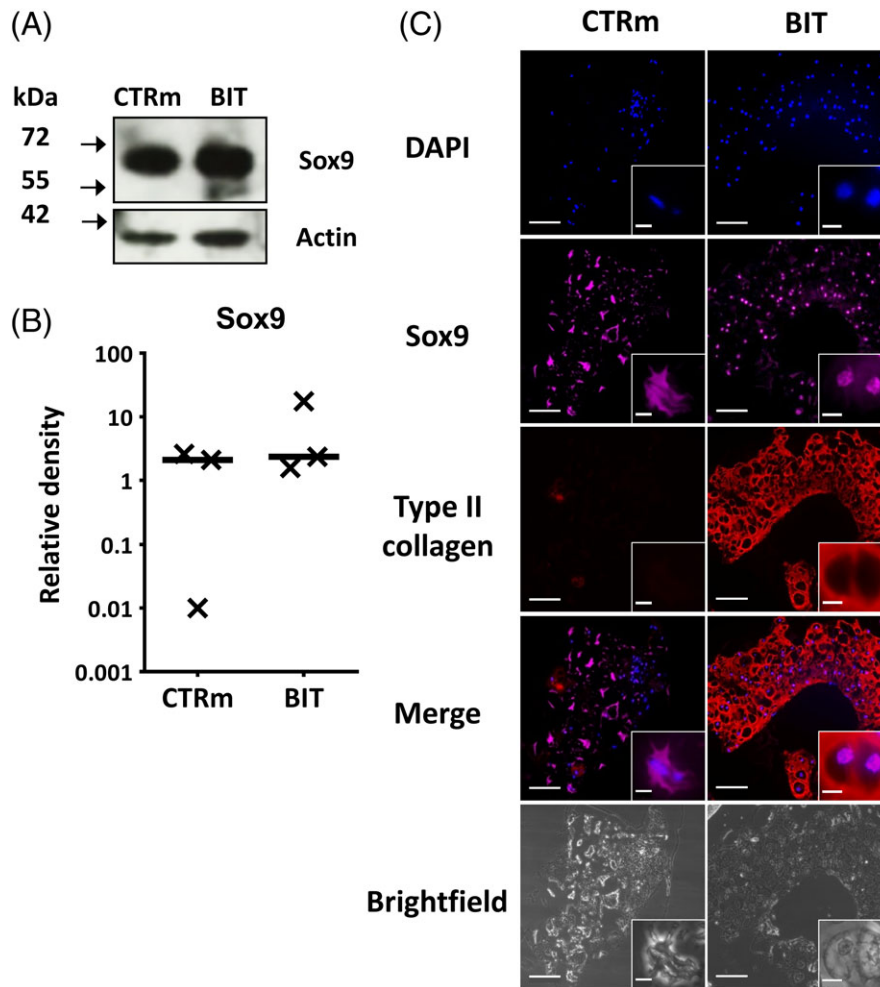 (A)
kDa
CTRm BIT
72
55
42
Sox9
Actin
(B)
Sox9
Relative density
100
10
1
0.1
0.01
0.001
CTRm BIT
(C)
CTRm BIT
DAPI
Sox9
Type II
collagen
Merge
Brightfield